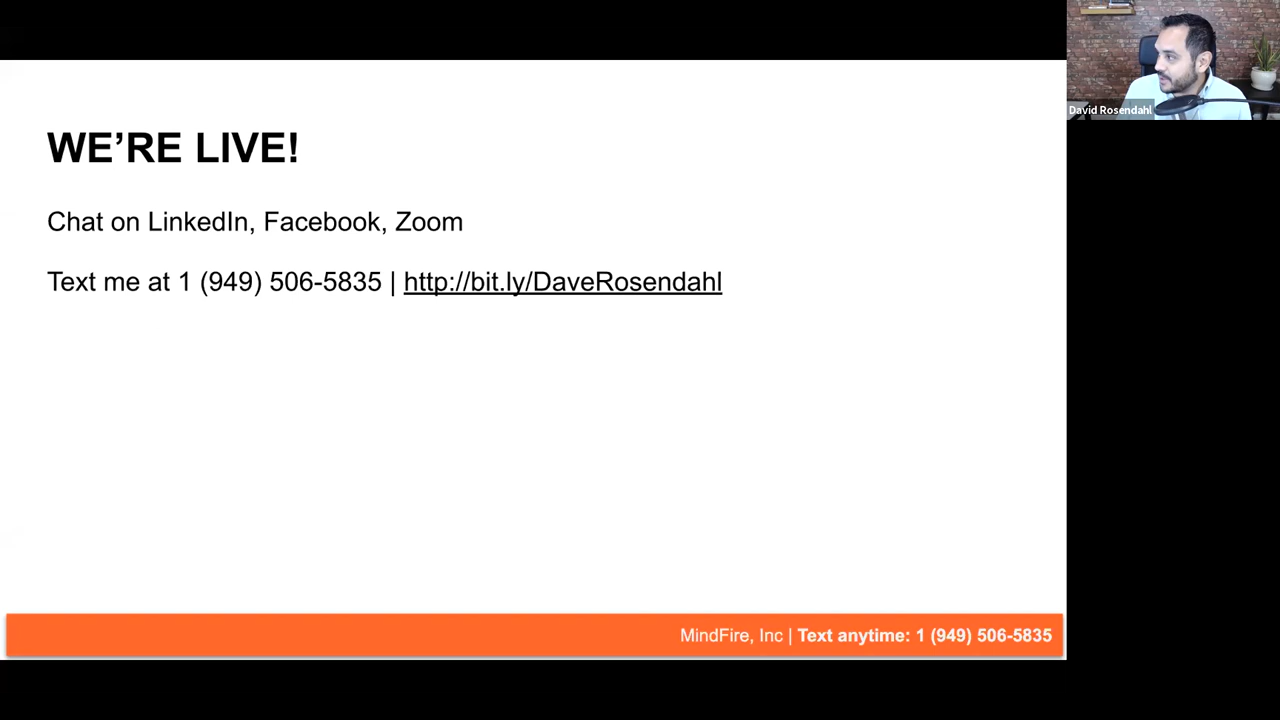 WE’RE LIVE!
Chat on LinkedIn, Facebook, Zoom
Text me at 1 (949) 506-5835 | http://bit.ly/DaveRosendahl
MindFire, Inc | Text anytime: 1 (949) 506-5835
David Rosendahl